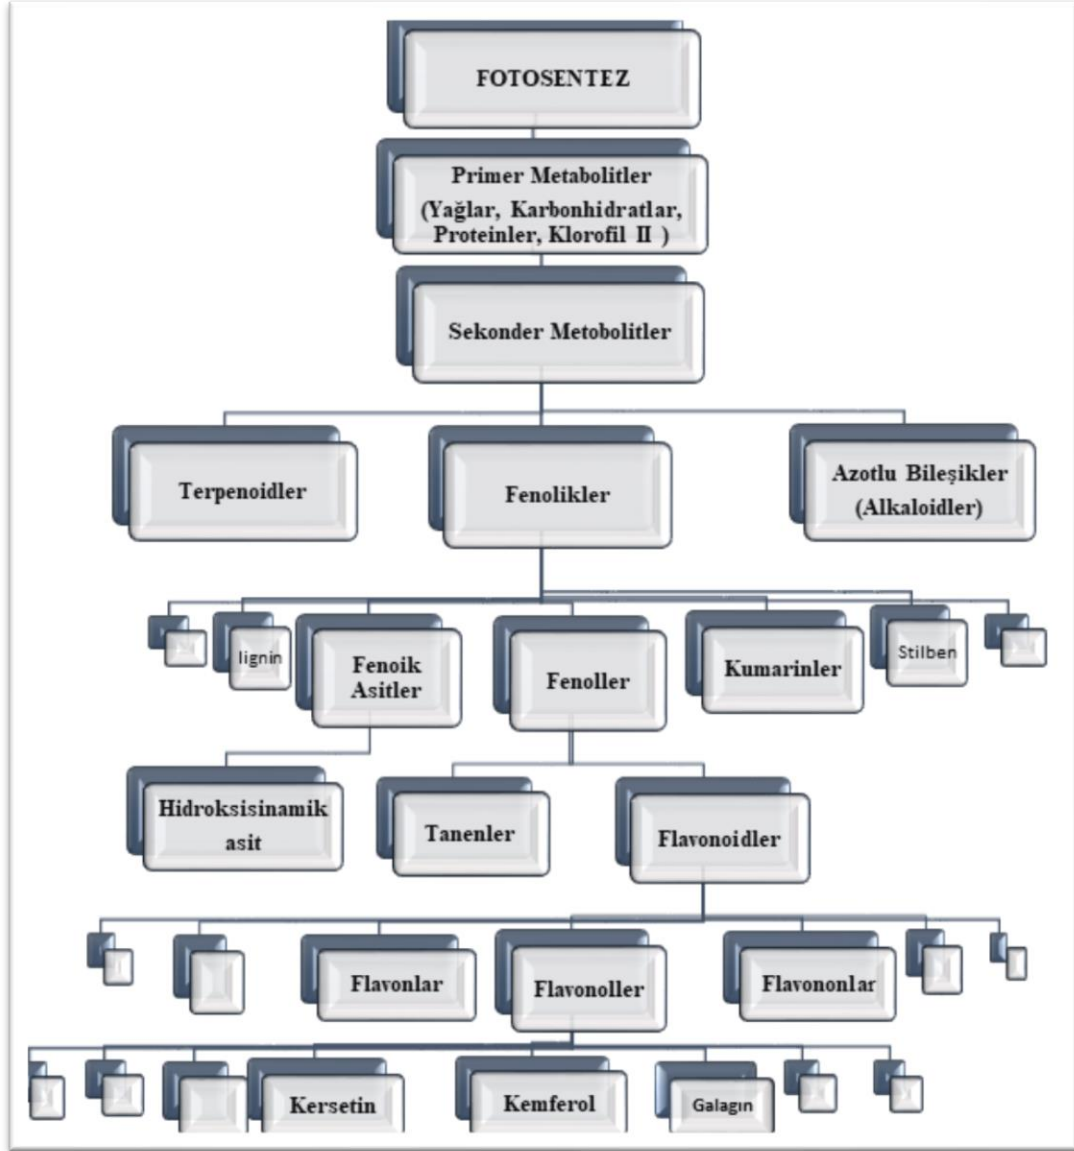 FOTOSENTEZ
Primer Metabolitler
(Yağlar, Karbonhidratlar,
Proteinler, Klorofil II )
Sekonder Metobolitler
Terpenoidler
Fenolikler
Azotlu Bileşikler
(Alkaloidler)
lignin
Fenoik
Asitler
Fenoller
Kumarinler
Stilben
Hidroksisinamik
asit
Tanenler
Flavonoidler
Flavonlar
Flavonoller
Flavononlar
Kersetin
Kemferol
Galagın